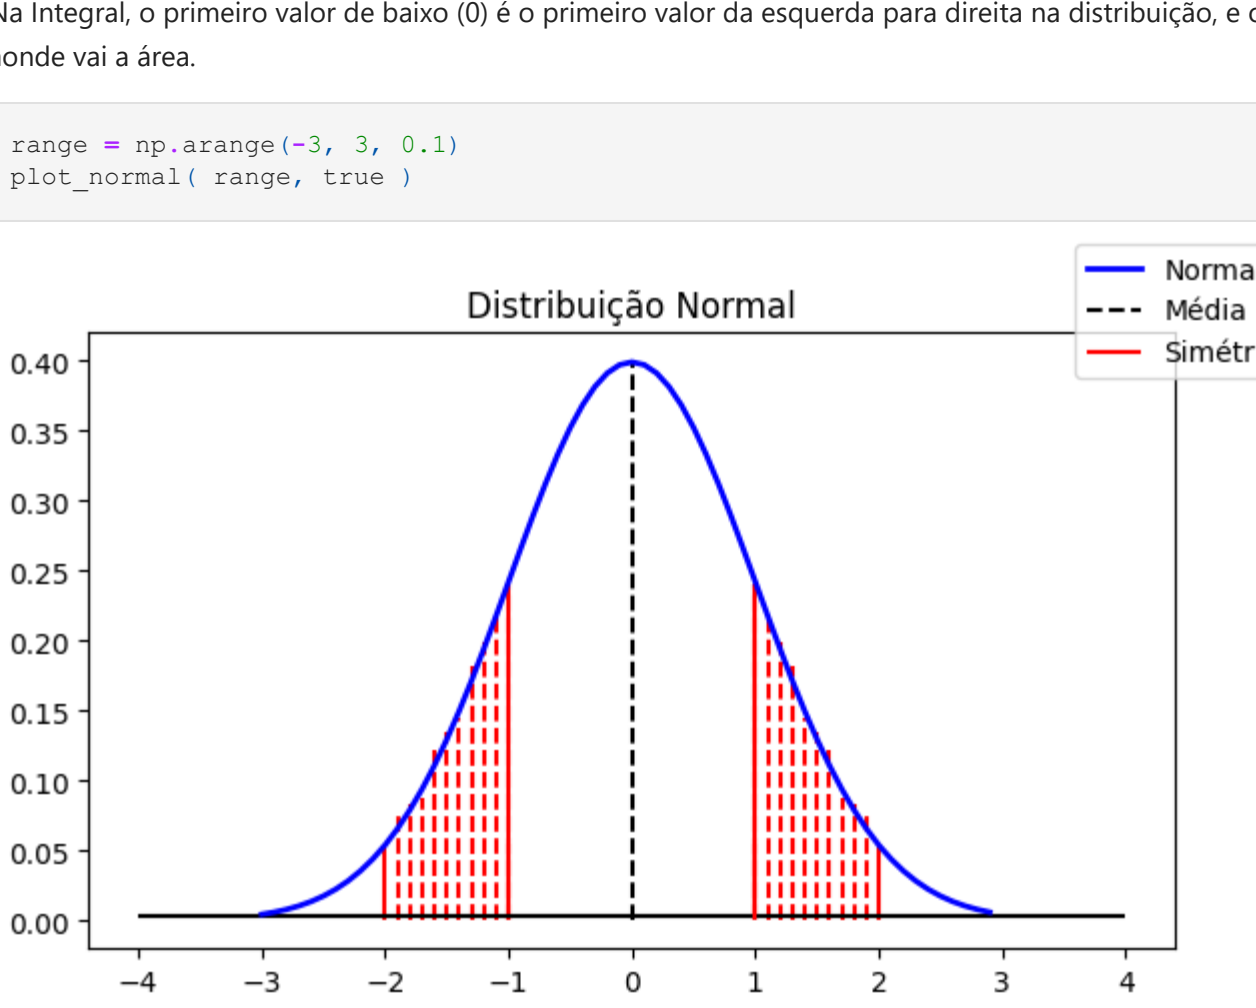 Na Integral, o primeiro valor de baixo (0) é o primeiro valor da esquerda para direita na distribuição, e
onde vai a área.
range = np.arange(-3, 3, 0.1)
plot_normal( range, true )
Norma
Média
Simétr
Distribuição Normal
0.40
0.35
0.30
0.25
0.20
0.15
0.10
0.05
0.00
−4 −3 −2 −1 0 1 2 3 4